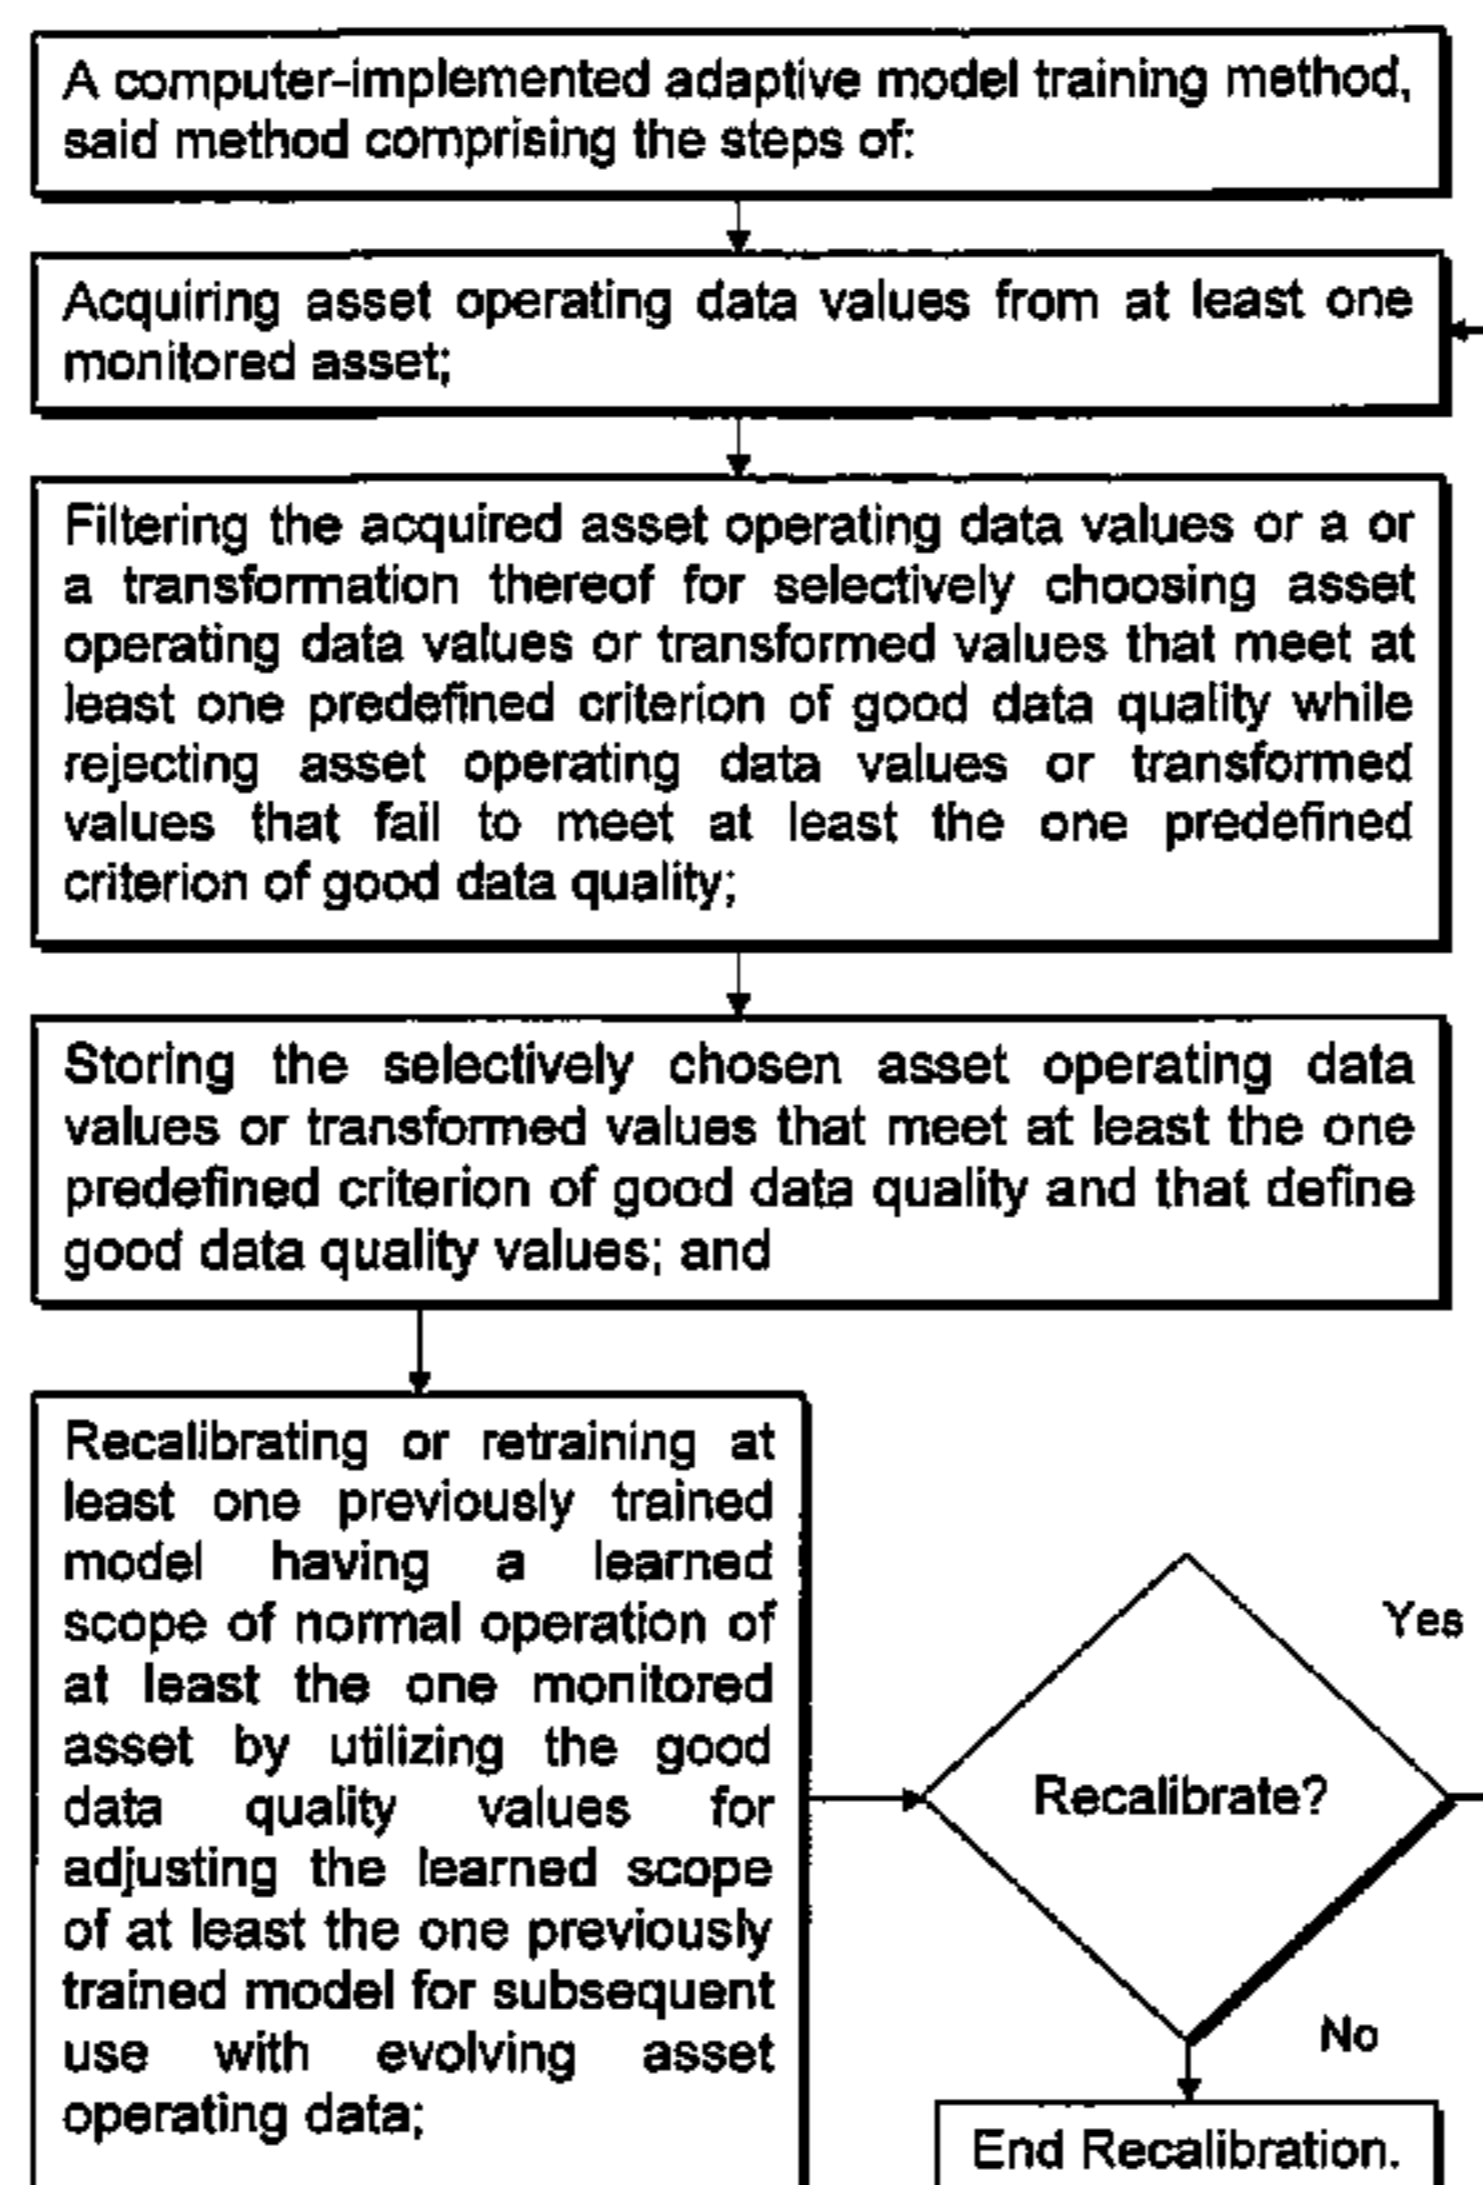 A computer-implemented adaptive model training method,
said method comprising the steps of:
Acquiring asset operating data values from at least one
monitored asset;
Filtering the acquired asset operating data values or a or
a transformation thereof for selectively choosing asset
operating data values or transformed values that meet at
least one predefined criterion of good data quality while
rejecting asset operating data values or transformed
values that fail to meet at least the one predefined
criterion of good data quality;
Storing the selectively chosen asset operating data
values or transformed values that meet at least the one
predefined criterion of good data quality and that define
good data quality values; and
Recalibrating or retraining at
least one previously trained
model having a learned
scope of normal operation of
at least the one monitored
asset by utilizing the good
data quality values for
adjusting the learned scope
of at least the one previously
trained model for subsequent
use with evolving asset
operating data;
Recalibrate?
Yes
No
End Recalibration.